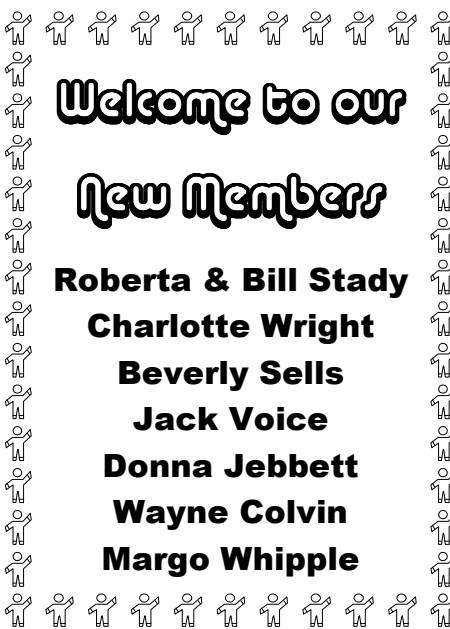 Welcome to our
New Members
Roberta & Bill Stady
Charlotte Wright
Beverly Sells
Jack Voice
Donna Jebbett
Wayne Colvin
Margo Whipple